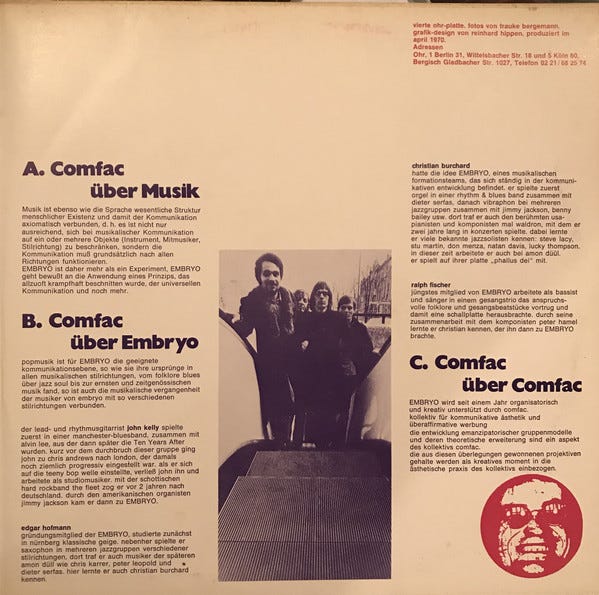 vierte ohr-platte. fotos von trauke bergemann.
grafik-design von reinhard hippen, produziert im
april 1970.
Adressen
Ohr, 1 Berlin 31, Wittelsbacher Str. 18 und 5 Köln 80,
Bergisch Gladbacher Str. 1027, Telefon 02 21 / 68 25 74
A. Comfac
über Musik
Musik ist ebenso wie die Sprache wesentliche Struktur
menschlicher Existenz und damit der Kommunikation
axiomatisch verbunden, d. h. es ist nicht nur
ausreichend, sich bei musikalischer Kommunikation
auf ein oder mehrere Objekte (Instrument, Mitmusiker,
Stilrichtung) zu beschränken, sondern die
Kommunikation muß grundsätzlich nach allen
Richtungen funktionieren.
EMBRYO ist daher mehr als ein Experiment, EMBRYO
geht bewußt an die Anwendung eines Prinzips, das
allzuoft krampfhaft beschnitten wurde, der universellen
Kommunikation und noch mehr.
B. Comfac
über Embryo
popmusik ist für EMBRYO die geeignete
kommunikationsebene, so wie sie ihre ursprünge in
allen musikalischen stilrichtungen, vom folklore blues
über jazz soul bis zur ernsten und zeitgenössischen
musik fand, so ist auch die musikalische vergangenheit
der musiker von embryo mit so verschiedenen
stilrichtungen verbunden.
der lead- und rhythmusgitarrist john kelly spielte
zuerst in einer manchester-bluesband, zusammen mit
alvin lee, aus der dann später die Ten Years After
wurden. kurz vor dem durchbruch dieser gruppe ging
john zu chris andrews nach london, der damals
noch ziemlich progressiv eingestellt war. als er sich
auf die teeny bop welle einstellte, verließ john ihn und
arbeitete als studiomusiker. mit der schottischen
hard rockband the fleet zog er vor 2 jahren nach
deutschland. durch den amerikanischen organisten
jimmy jackson kam er dann zu EMBRYO.
edgar hofmann
gründungsmitglied der EMBRYO, studierte zunächst
in nürnberg klassische geige. nebenher spielte er
saxophon in mehreren jazzgruppen verschiedener
stilrichtungen. dort traf er auch musiker der späteren
amon düül wie chris karrer, peter leopold und
dieter serfas. hier lernte er auch christian burchard
kennen.
christian burchard
hatte die idee EMBRYO, eines musikalischen
formationsteams, das sich ständig in der kommuni-
kativen entwicklung befindet. er spielte zuerst
orgel in einer rhythm & blues band zusammen mit
dieter serfas, danach vibraphon bei mehreren
jazzgruppen zusammen mit jimmy jackson, benny
bailey usw. dort traf er auch den berühmten usa-
pianisten und komponisten mal waldron, mit dem er
zwei jahre lang in konzerten spielte. dabei lernte
er viele bekannte jazzsolisten kennen: steve lacy,
stu martin, don menza, natan davis, lucky thompson.
in dieser zeit arbeitete er auch bei amon düül.
er spielt auf ihrer platte „phallus dei“ mit.
ralph fischer
jüngstes mitglied von EMBRYO arbeitete als bassist
und sänger in einem gesangstrio das anspruchs-
volle folklore und gesangsbeatstücke vortrug und
damit eine schallplatte herausbrachte. durch seine
zusammenarbeit mit dem komponisten peter hamel
lernte er christian kennen, der ihn dann zu EMBRYO
brachte.
C. Comfac
über Comfac
EMBRYO wird seit einem Jahr organisatorisch
und kreativ unterstützt durch comfac.
kollektiv für kommunikative ästhetik und
überaffirmative werbung
die entwicklung emanzipatorischer gruppenmodelle
und deren theoretische erweiterung sind ein aspekt
des kollektivs comfac.
die aus diesen überlegungen gewonnenen projektiven
gehalte werden als kreatives moment in die
ästhetische praxis des kollektivs einbezogen.